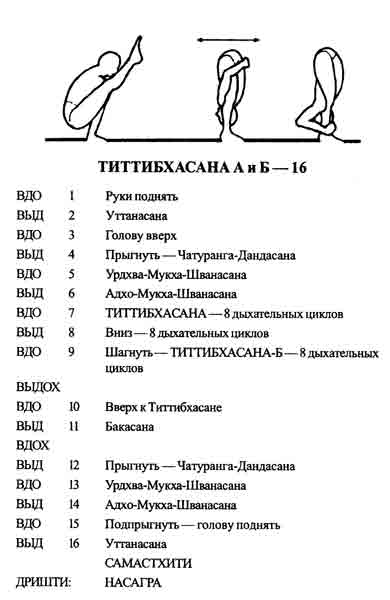 ТИТТИБХАСАНА А и Б — 16
ВДО 1 Руки поднять
ВЫД 2 Уттанасана
ВДО 3 Голову вверх
ВЫД 4 Прыгнуть — Чатуранга-Дандасана
ВДО 5 Урдхва-Мукха-Шванасана
ВЫД 6 Адхо-Мукха-Шванасана
ВДО 7 ТИТТИБХАСАНА — 8 дыхательных циклов
ВЫД 8 Вниз — 8 дыхательных циклов
ВДО 9 Шагнуть — ТИТТИБХАСАНА-Б — 8 дыхательных
циклов
ВЫДОХ
ВДО 10 Вверх к Титтибхасане
ВЫД 11 Бакасана
ВДОХ
ВЫД 12 Прыгнуть — Чатуранга-Дандасана
ВДО 13 Урдхва-Мукха-Шванасана
ВЫД 14 Адхо-Мукха-Шванасана
ВДО 15 Подпрыгнуть — голову поднять
ВЫД 16 Уттанасана
САМАСТХИТИ
ДРИШТИ: НАСАГРА